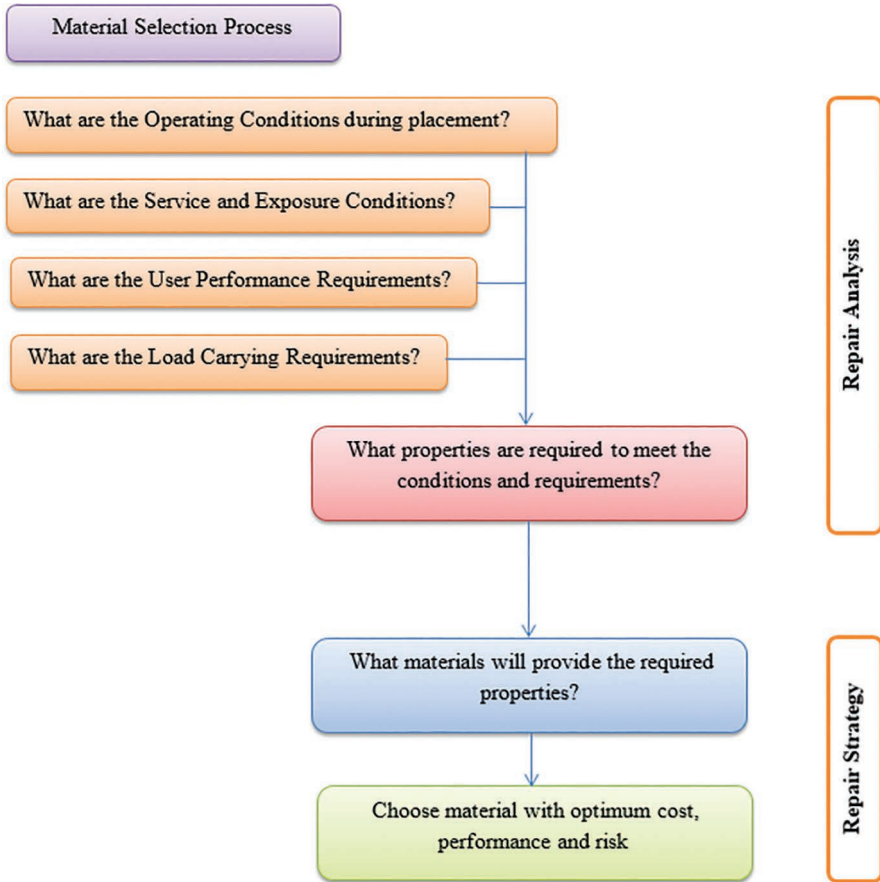 Material Selection Process
What are the Operating Conditions during placement?
What are the Service and Exposure Conditions?
What are the User Performance Requirements?
What are the Load Carrying Requirements?
What properties are required to meet the
conditions and requirements?
Repair Analysis
What materials will provide the required
properties?
Choose material with optimum cost,
performance and risk
Repair Strategy